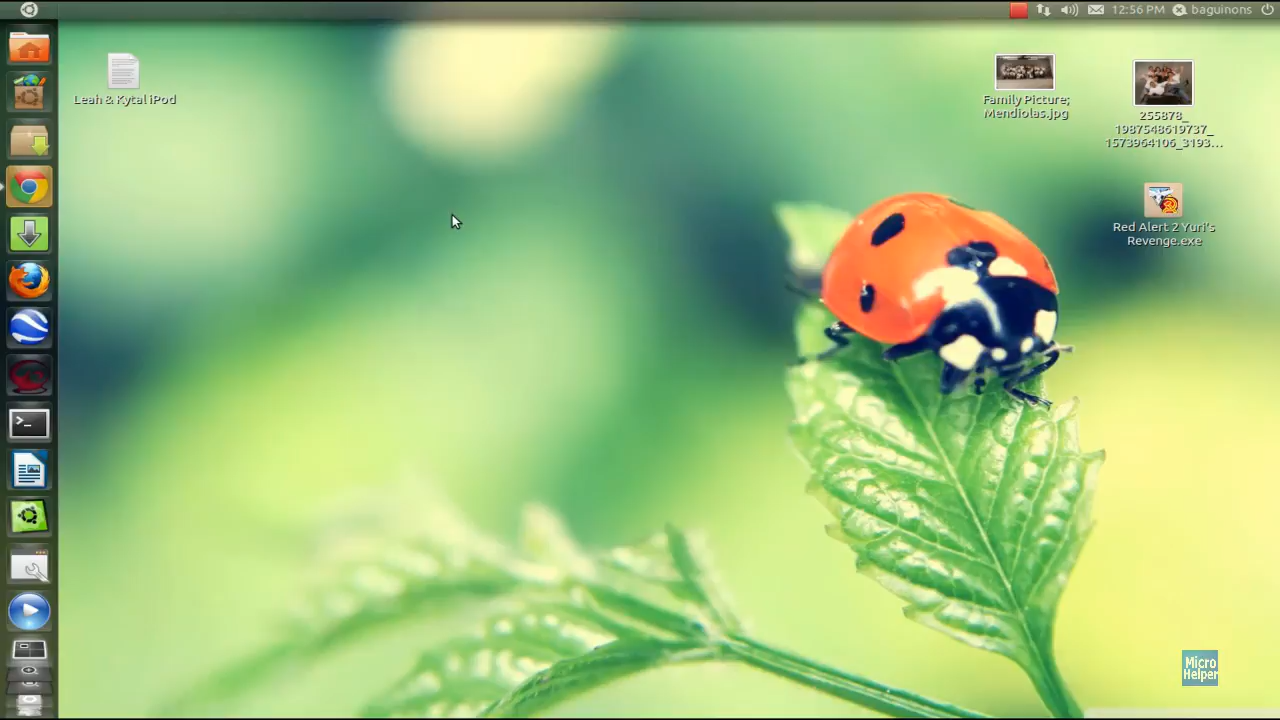 12:56 PM
baguinons
Leah & Kytal iPod
Family Picture;
Mendiolas.jpg
255878_
1987548619737_
1573964106_3193...
Red Alert 2 Yuri's
Revenge.exe
Micro
Helper